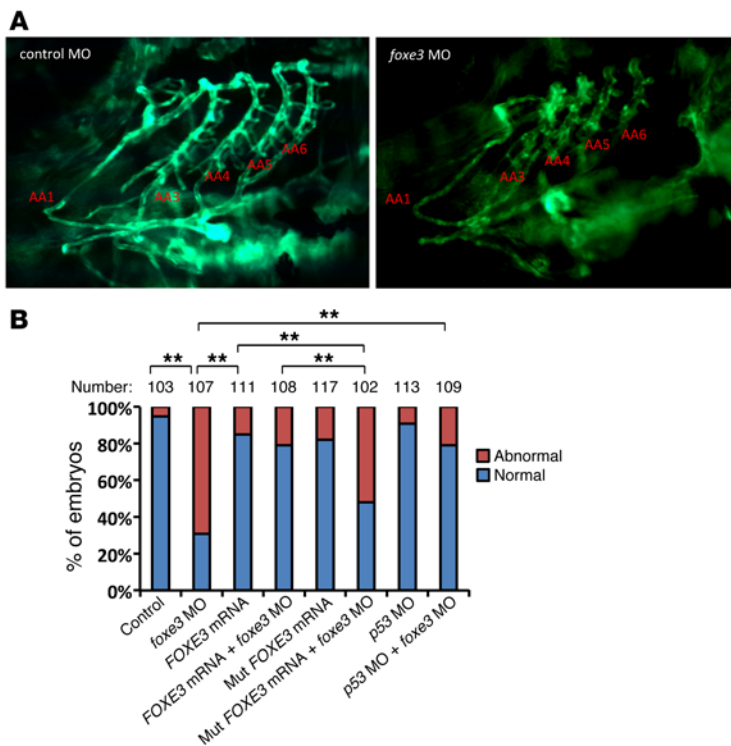 A
control MO
foxe3 MO
AA1
AA3
AA4
AA5
AA6
AA1
AA3
AA4
AA5
AA6
B
**
**
** ** **
Number: 103 107 111 108 117 102 113 109
100%
80%
60%
40%
20%
0%
% of embryos
Abnormal
Normal
Control
foxe3 MO
FOXE3 mRNA
FOXE3 mRNA + foxe3 MO
Mut FOXE3 mRNA
Mut FOXE3 mRNA + foxe3 MO
p53 MO
p53 MO + foxe3 MO